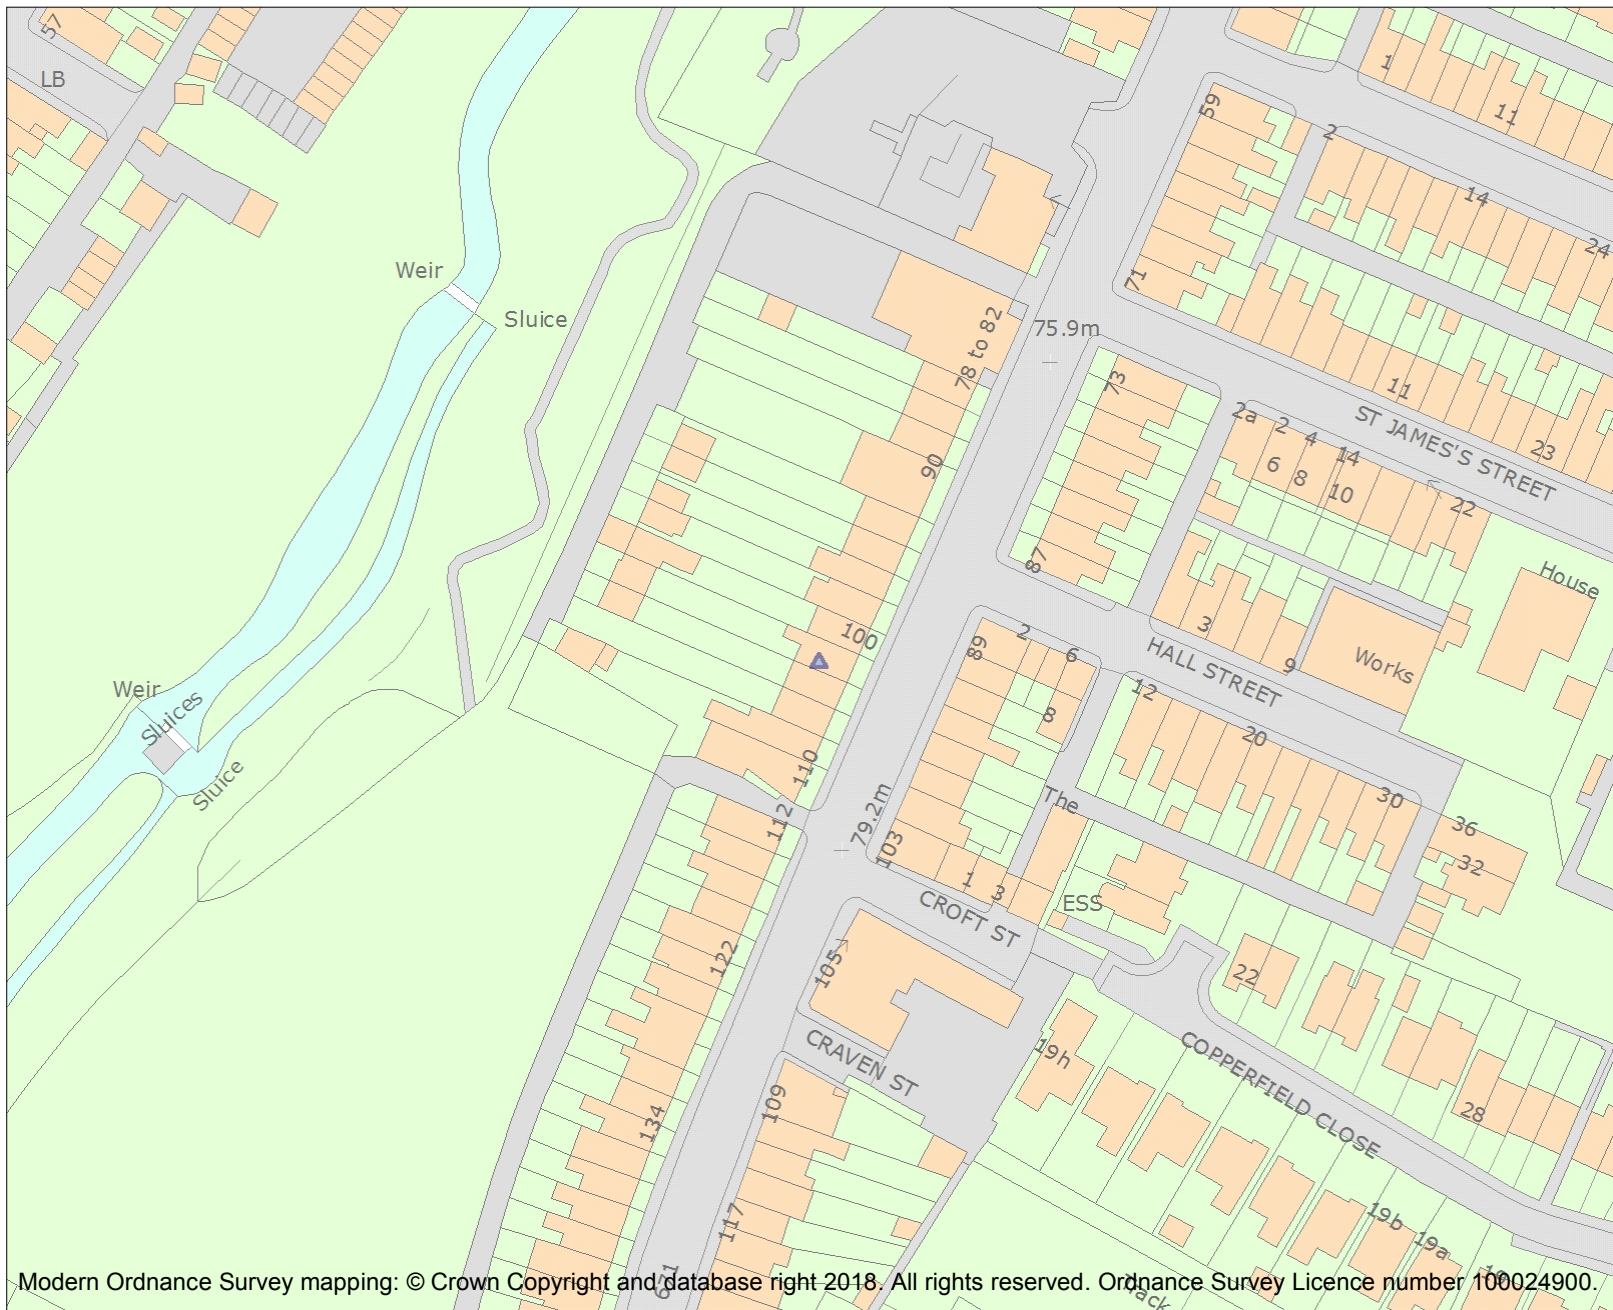 57
LB
1
11
59
2
14
24
Weir
71
Sluice
78 to 82
75.9m
73
11
2a
2
4
14
ST JAMES'S STREET
23
6
8
10
22
90
87
House
100
89
2
6
3
HALL STREET
9
Works
Weir
Sluices
12
8
20
110
Sluice
The
30
112
79.2m
103
36
32
1
3
ESS
CROFT ST
122
105
22
CRAVEN ST
19h
COPPERFIELD CLOSE
109
28
134
117
19b
19a
19
671
Track
Modern Ordnance Survey mapping: © Crown Copyright and database right 2018. All rights reserved. Ordnance Survey Licence number 100024900.